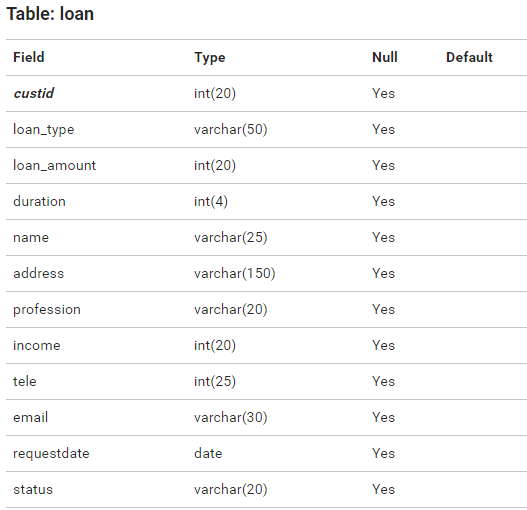 Table: loan
Field Type Null Default
custid int(20) Yes
loan_type varchar(50) Yes
loan_amount int(20) Yes
duration int(4) Yes
name varchar(25) Yes
address varchar(150) Yes
profession varchar(20) Yes
income int(20) Yes
tele int(25) Yes
email varchar(30) Yes
requestdate date Yes
status varchar(20) Yes